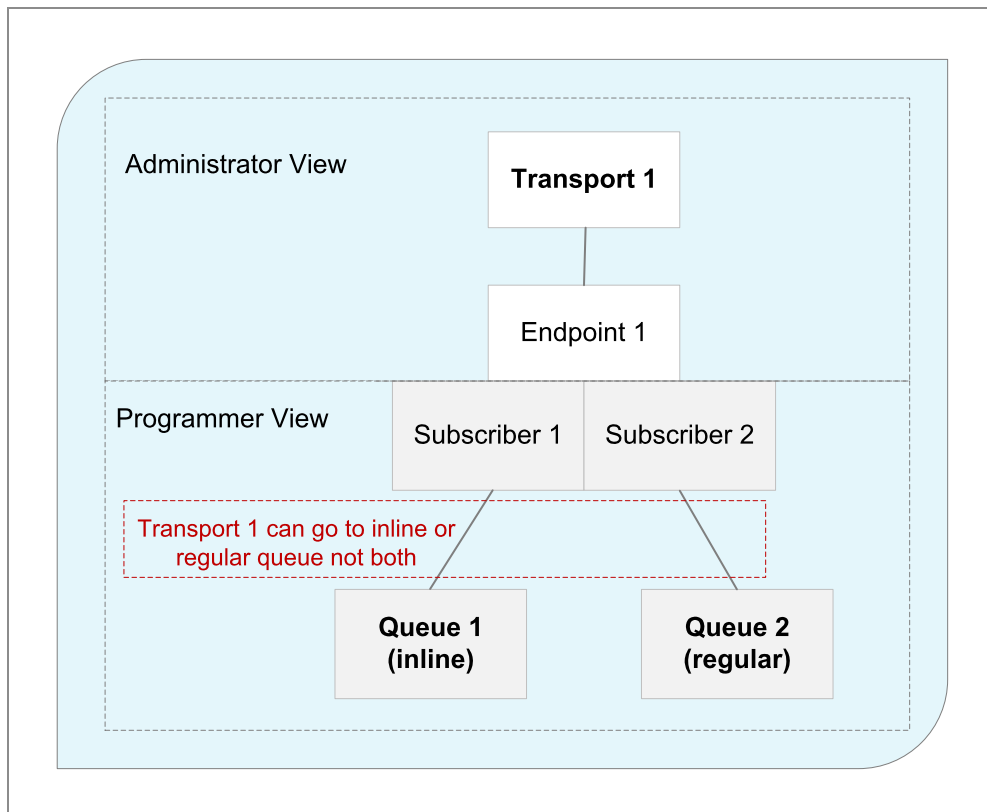 Administrator View
Transport 1
Endpoint 1
Programmer View
Subscriber 1
Subscriber 2
Transport 1 can go to inline or
regular queue not both
Queue 1
(inline)
Queue 2
(regular)